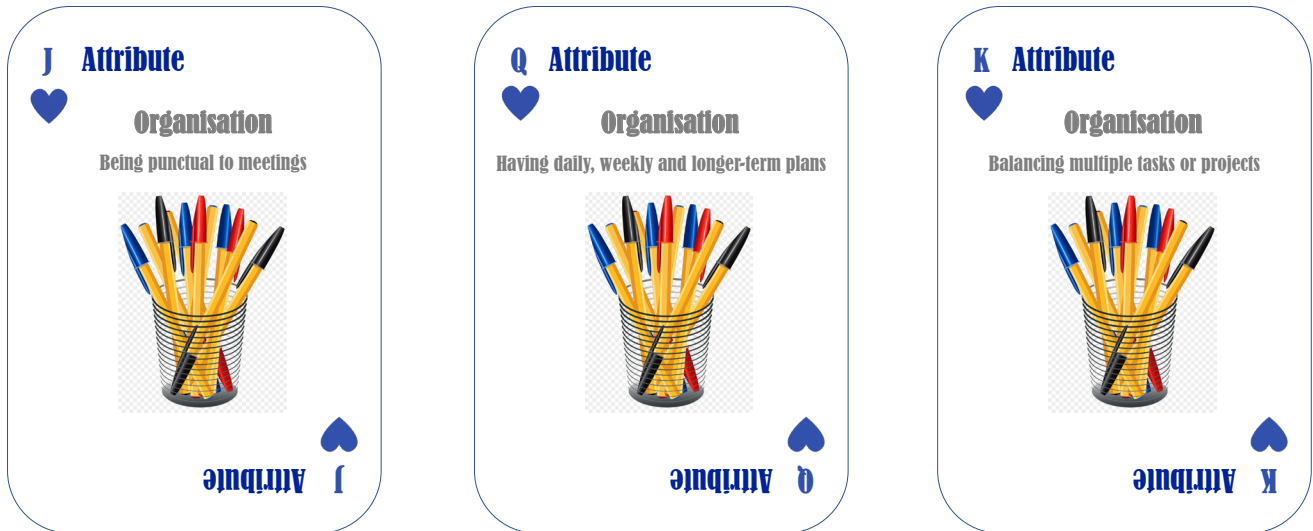 J Attribute
Organisation
Being punctual to meetings
J Attribute
Q Attribute
Organisation
Having daily, weekly and longer-term plans
Q Attribute
K Attribute
Organisation
Balancing multiple tasks or projects
K Attribute